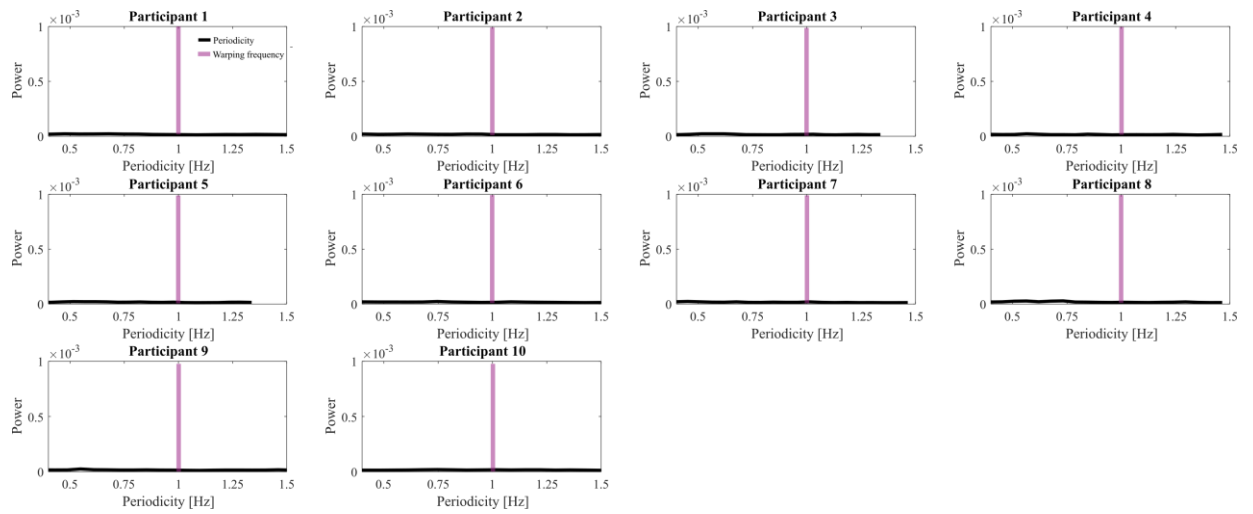 Participant 1
×10⁻³
1
0.5
0
Power
Periodicity
Warping frequency
0.5 0.75 1 1.25 1.5
Periodicity [Hz]
Participant 2
×10⁻³
1
0.5
0
Power
0.5 0.75 1 1.25 1.5
Periodicity [Hz]
Participant 3
×10⁻³
1
0.5
0
Power
0.5 0.75 1 1.25 1.5
Periodicity [Hz]
Participant 4
×10⁻³
1
0.5
0
Power
0.5 0.75 1 1.25 1.5
Periodicity [Hz]
Participant 5
×10⁻³
1
0.5
0
Power
0.5 0.75 1 1.25 1.5
Periodicity [Hz]
Participant 6
×10⁻³
1
0.5
0
Power
0.5 0.75 1 1.25 1.5
Periodicity [Hz]
Participant 7
×10⁻³
1
0.5
0
Power
0.5 0.75 1 1.25 1.5
Periodicity [Hz]
Participant 8
×10⁻³
1
0.5
0
Power
0.5 0.75 1 1.25 1.5
Periodicity [Hz]
Participant 9
×10⁻³
1
0.5
0
Power
0.5 0.75 1 1.25 1.5
Periodicity [Hz]
Participant 10
×10⁻³
1
0.5
0
Power
0.5 0.75 1 1.25 1.5
Periodicity [Hz]